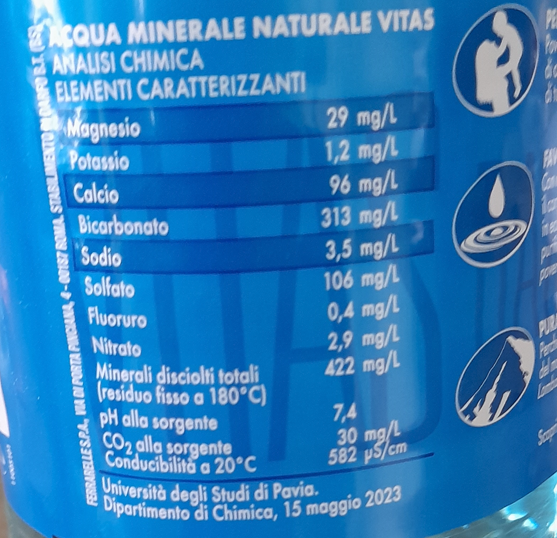 ACQUA MINERALE NATURALE VITAS
ANALISI CHIMICA
ELEMENTI CARATTERIZZANTI
Magnesio 29 mg/L
Potassio 1,2 mg/L
Calcio 96 mg/L
Bicarbonato 313 mg/L
Sodio 3,5 mg/L
Solfato 106 mg/L
Fluoruro 0,4 mg/L
Nitrato 2,9 mg/L
Minerali disciolti totali 422 mg/L
(residuo fisso a 180°C)
pH alla sorgente 7,4
CO2 alla sorgente 30 mg/L
Conducibilità a 20°C 582 µS/cm
Università degli Studi di Pavia.
Dipartimento di Chimica, 15 maggio 2023
FERRARELLE S.P.A., VIA DI PORTA PINCIANA, 4 - 00187 ROMA. STABILIMENTO